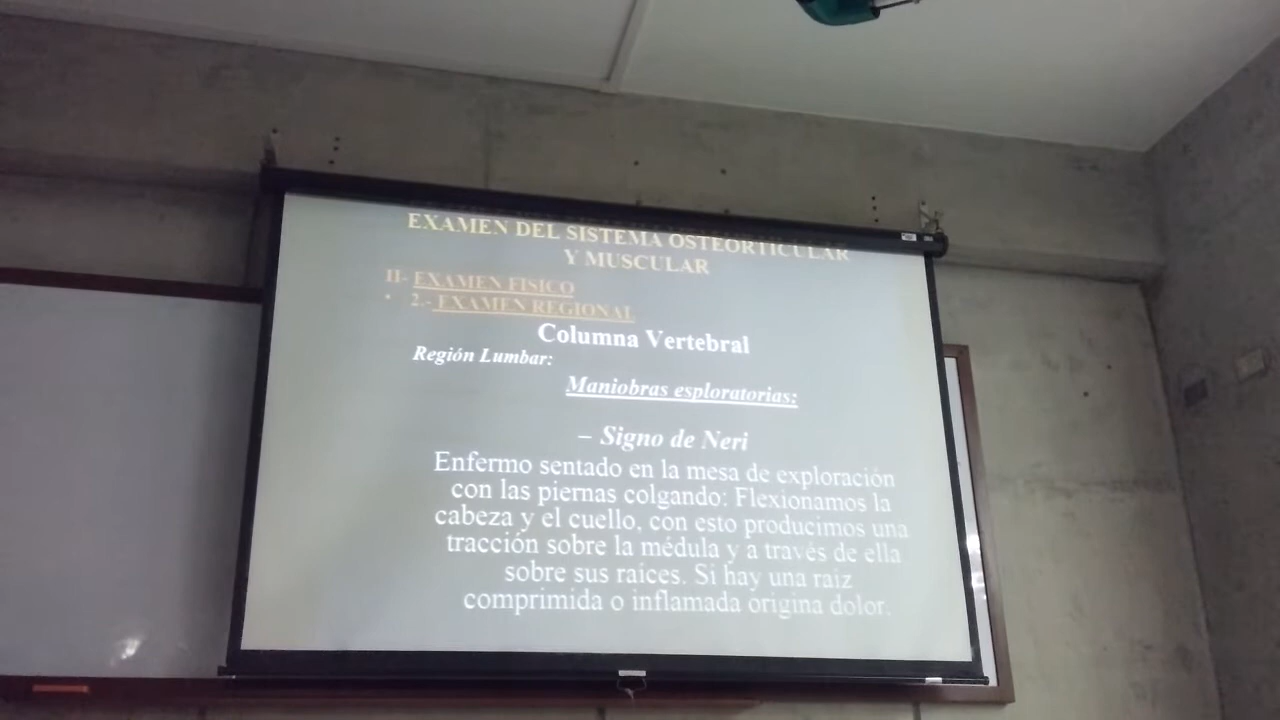 EXAMEN DEL SISTEMA OSTEORTICULAR
Y MUSCULAR
II- EXAMEN FISICO
• 2.- EXAMEN REGIONAL
Columna Vertebral
Región Lumbar:
Maniobras esploratorias:
– Signo de Neri
Enfermo sentado en la mesa de exploración
con las piernas colgando: Flexionamos la
cabeza y el cuello, con esto producimos una
tracción sobre la médula y a través de ella
sobre sus raíces. Si hay una raíz
comprimida o inflamada origina dolor.